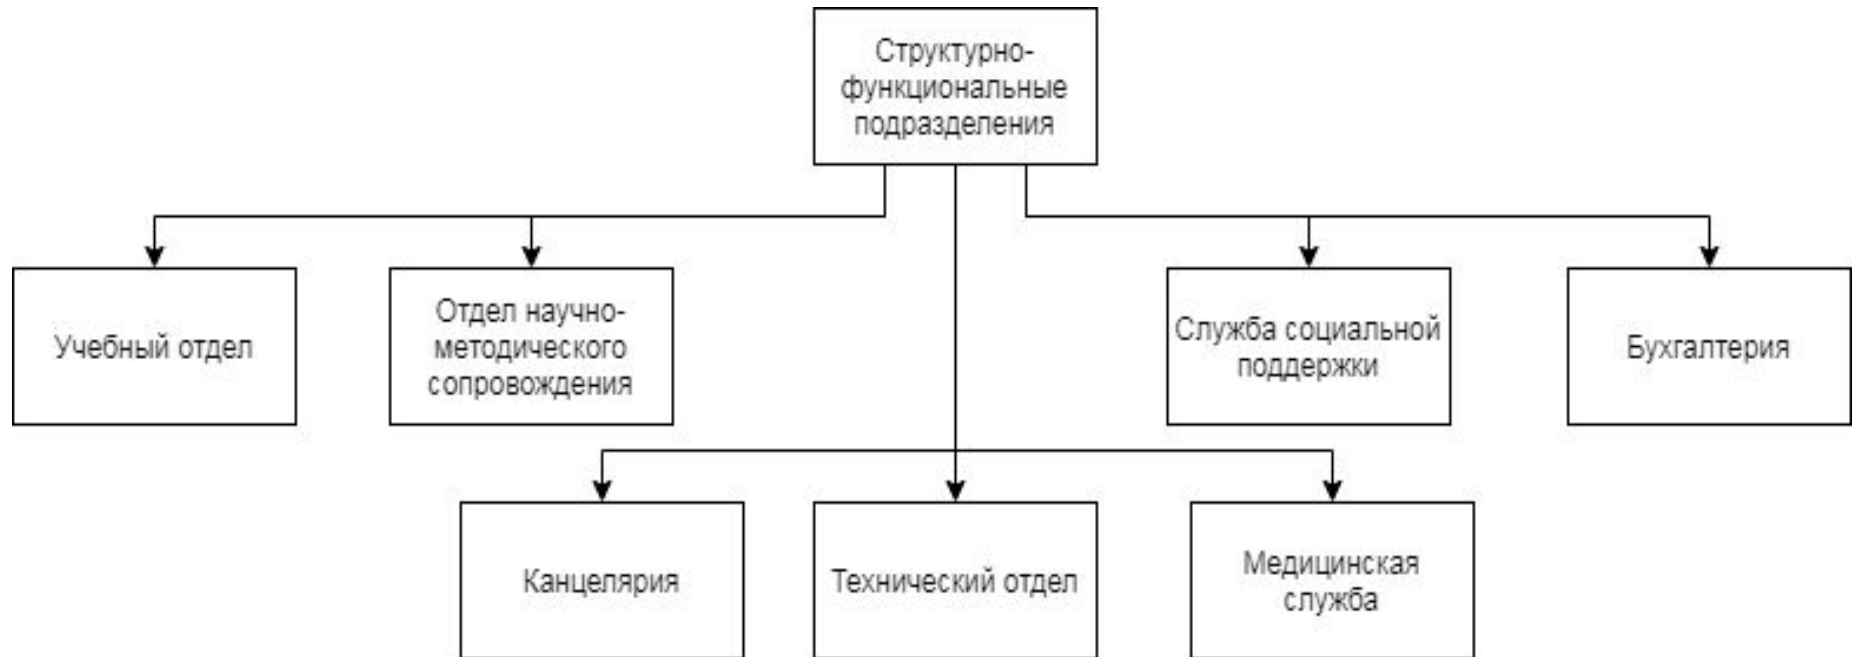 Структурно-
функциональные
подразделения
Учебный отдел
Отдел научно-
методического
сопровождения
Служба социальной
поддержки
Бухгалтерия
Канцелярия
Технический отдел
Медицинская
служба